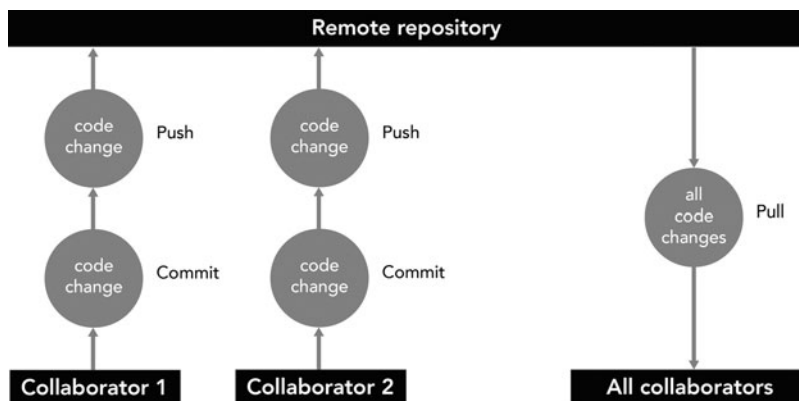 Remote repository
code
change
Push
code
change
Push
all
code
changes
Pull
code
change
Commit
code
change
Commit
Collaborator 1
Collaborator 2
All collaborators